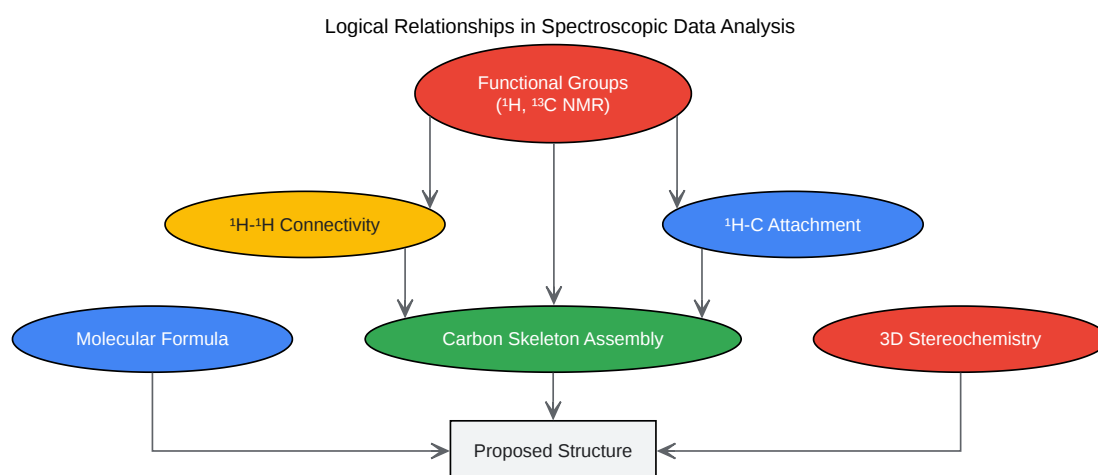 Logical Relationships in Spectroscopic Data Analysis
Functional Groups
(¹H, ¹³C NMR)
¹H-¹H Connectivity
¹H-C Attachment
Molecular Formula
Carbon Skeleton Assembly
3D Stereochemistry
Proposed Structure